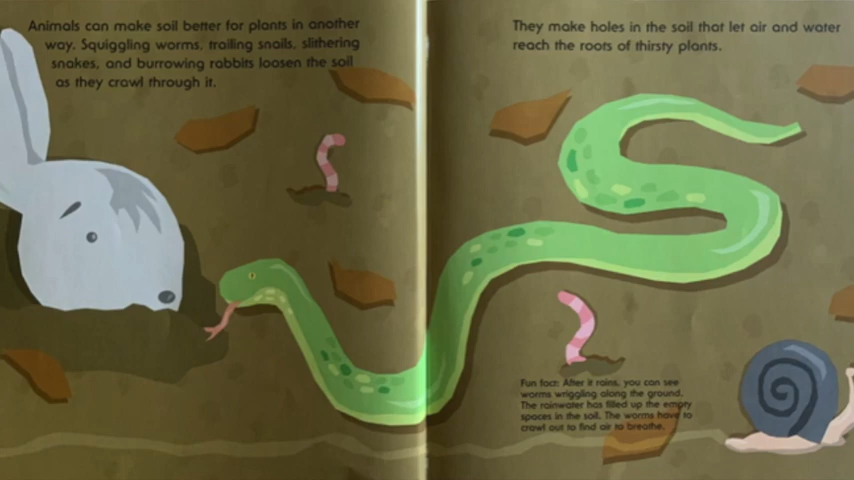 Animals can make soil better for plants in another
way. Squiggling worms, trailing snails, slithering
snakes, and burrowing rabbits loosen the soil
as they crawl through it.
They make holes in the soil that let air and water
reach the roots of thirsty plants.
Fun fact: After it rains, you can see
worms wriggling along the ground.
The rainwater has filled up the empty
spaces in the soil. The worms have to
crawl out to find air to breathe.